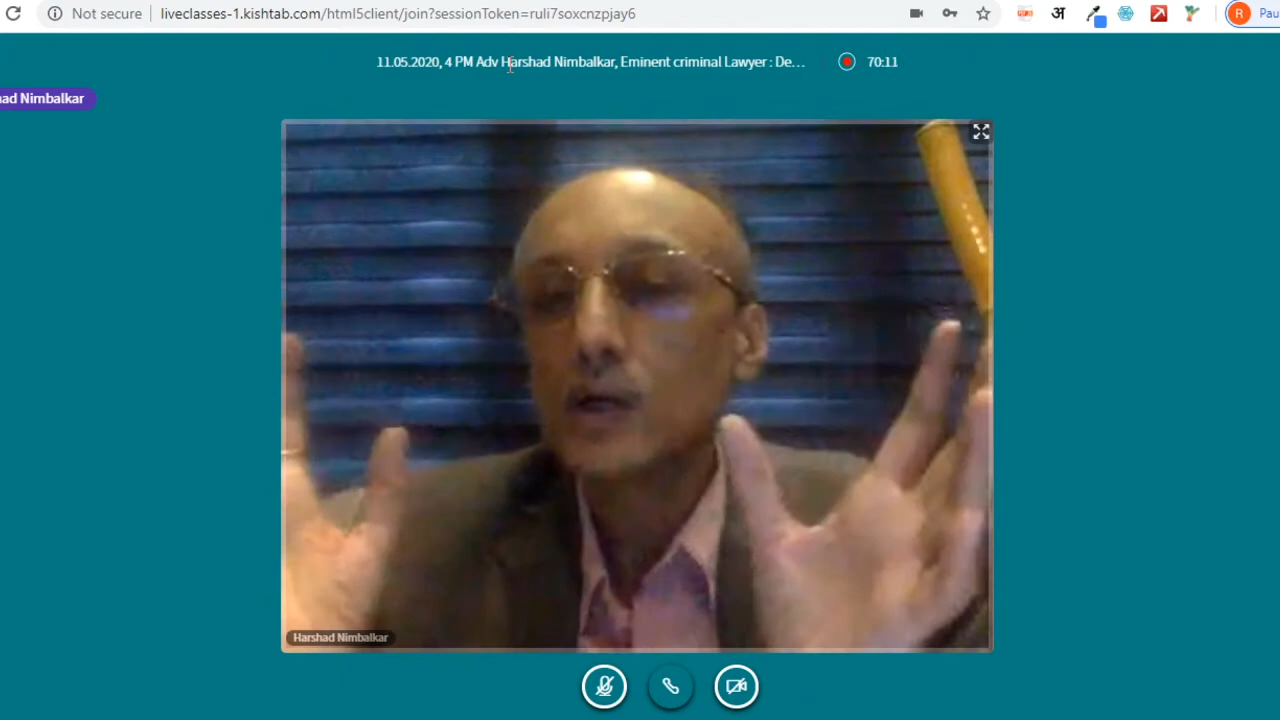 Not secure
liveclasses-1.kishtab.com/html5client/join?sessionToken=ruli7soxcnzpjay6
अ
R
Pau
11.05.2020, 4 PM Adv Harshad Nimbalkar, Eminent criminal Lawyer : De...
70:11
ad Nimbalkar
Harshad Nimbalkar